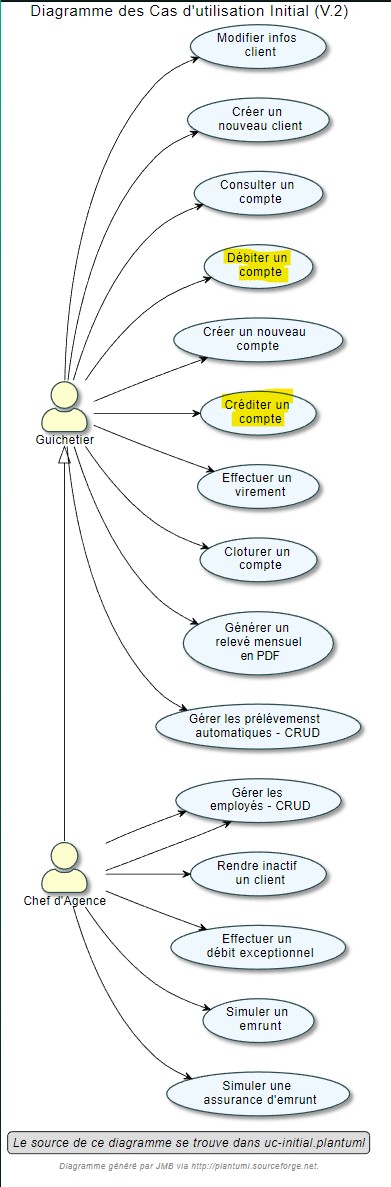 Diagramme des Cas d'utilisation Initial (V.2)
Modifier infos
client
Créer un
nouveau client
Consulter un
compte
Débiter un
compte
Créer un nouveau
compte
Créditer un
compte
Guichetier
Effectuer un
virement
Cloturer un
compte
Générer un
relevé mensuel
en PDF
Gérer les prélévemenst
automatiques - CRUD
Gérer les
employés - CRUD
Rendre inactif
un client
Chef d'Agence
Effectuer un
débit exceptionnel
Simuler un
emrunt
Simuler une
assurance d'emrunt
Le source de ce diagramme se trouve dans uc-initial.plantuml
Diagramme généré par JMB via http://plantuml.sourceforge.net.